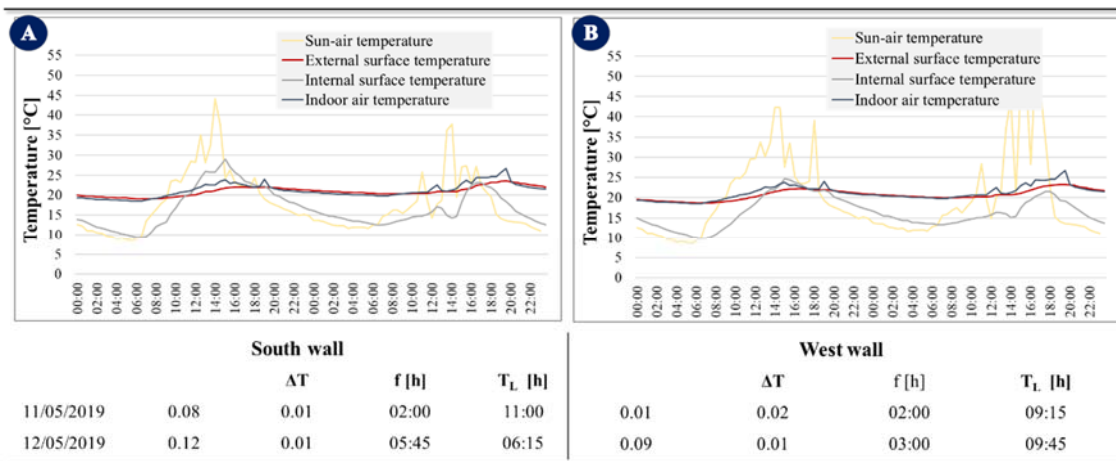 A
Sun-air temperature
External surface temperature
Internal surface temperature
Indoor air temperature
Temperature [°C]
55
50
45
40
35
30
25
20
15
10
5
0
00:00 02:00 04:00 06:00 08:00 10:00 12:00 14:00 16:00 18:00 20:00 22:00 00:00 02:00 04:00 06:00 08:00 10:00 12:00 14:00 16:00 18:00 20:00 22:00
B
Sun-air temperature
External surface temperature
Internal surface temperature
Indoor air temperature
Temperature [°C]
55
50
45
40
35
30
25
20
15
10
5
0
00:00 02:00 04:00 06:00 08:00 10:00 12:00 14:00 16:00 18:00 20:00 22:00 00:00 02:00 04:00 06:00 08:00 10:00 12:00 14:00 16:00 18:00 20:00 22:00
South wall
ΔT f [h] T_L [h]
11/05/2019 0.08 0.01 02:00 11:00
12/05/2019 0.12 0.01 05:45 06:15
West wall
ΔT f [h] T_L [h]
0.01 0.02 02:00 09:15
0.09 0.01 03:00 09:45